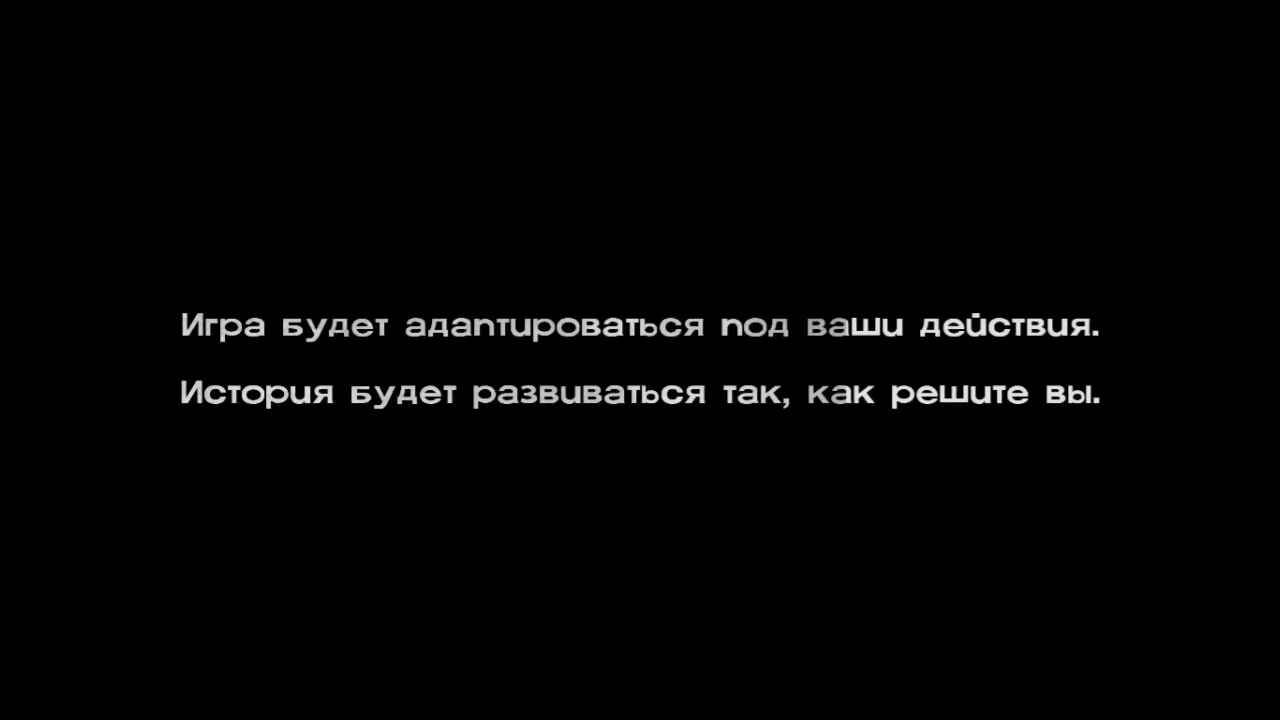 Игра будет адаптироваться под ваши действия.
История будет развиваться так, как решите вы.